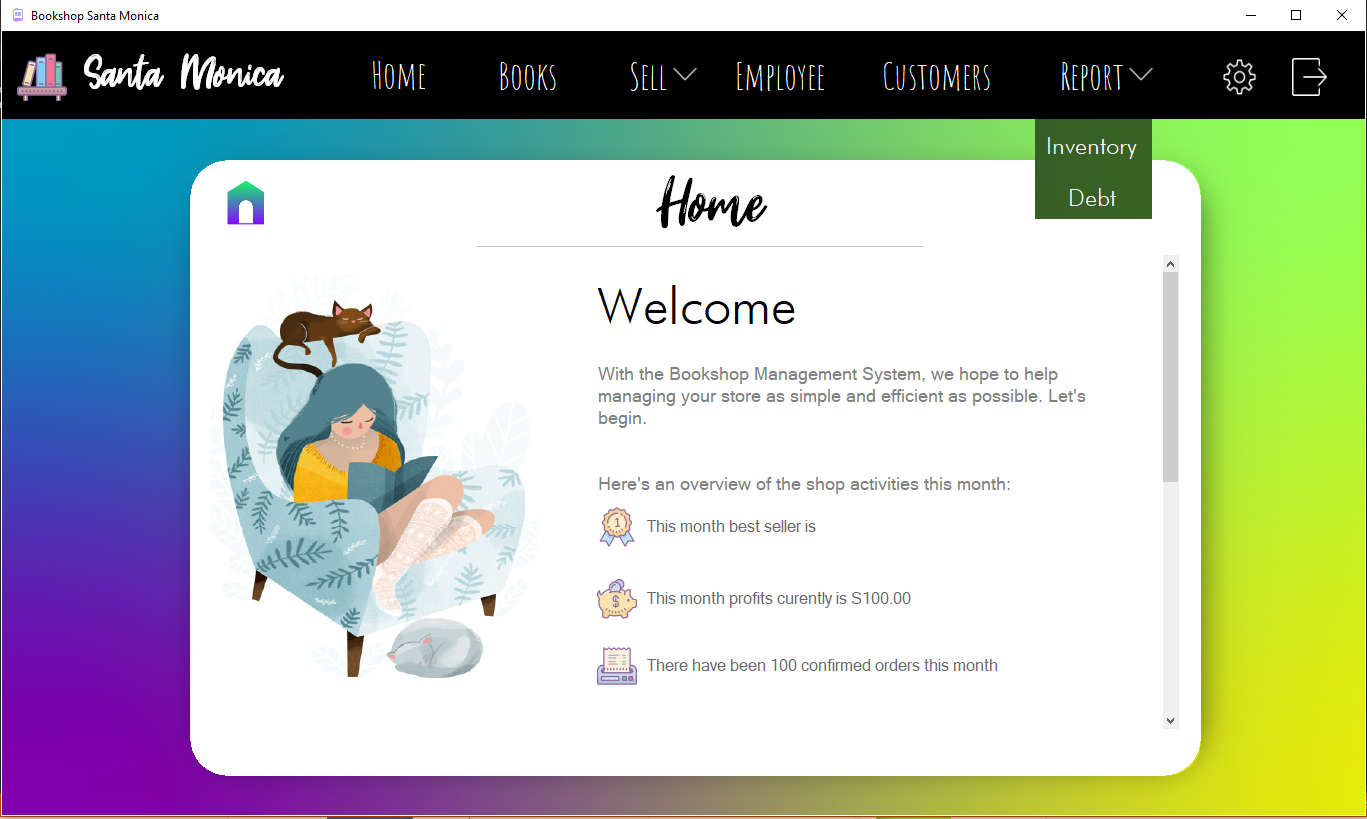 Bookshop Santa Monica
Santa Monica
Home
Books
Sell
Employee
Customers
Report
Inventory
Debt
Home
Welcome
With the Bookshop Management System, we hope to help
managing your store as simple and efficient as possible. Let's
begin.
Here's an overview of the shop activities this month:
1
This month best seller is
$
This month profits curently is S100.00
There have been 100 confirmed orders this month